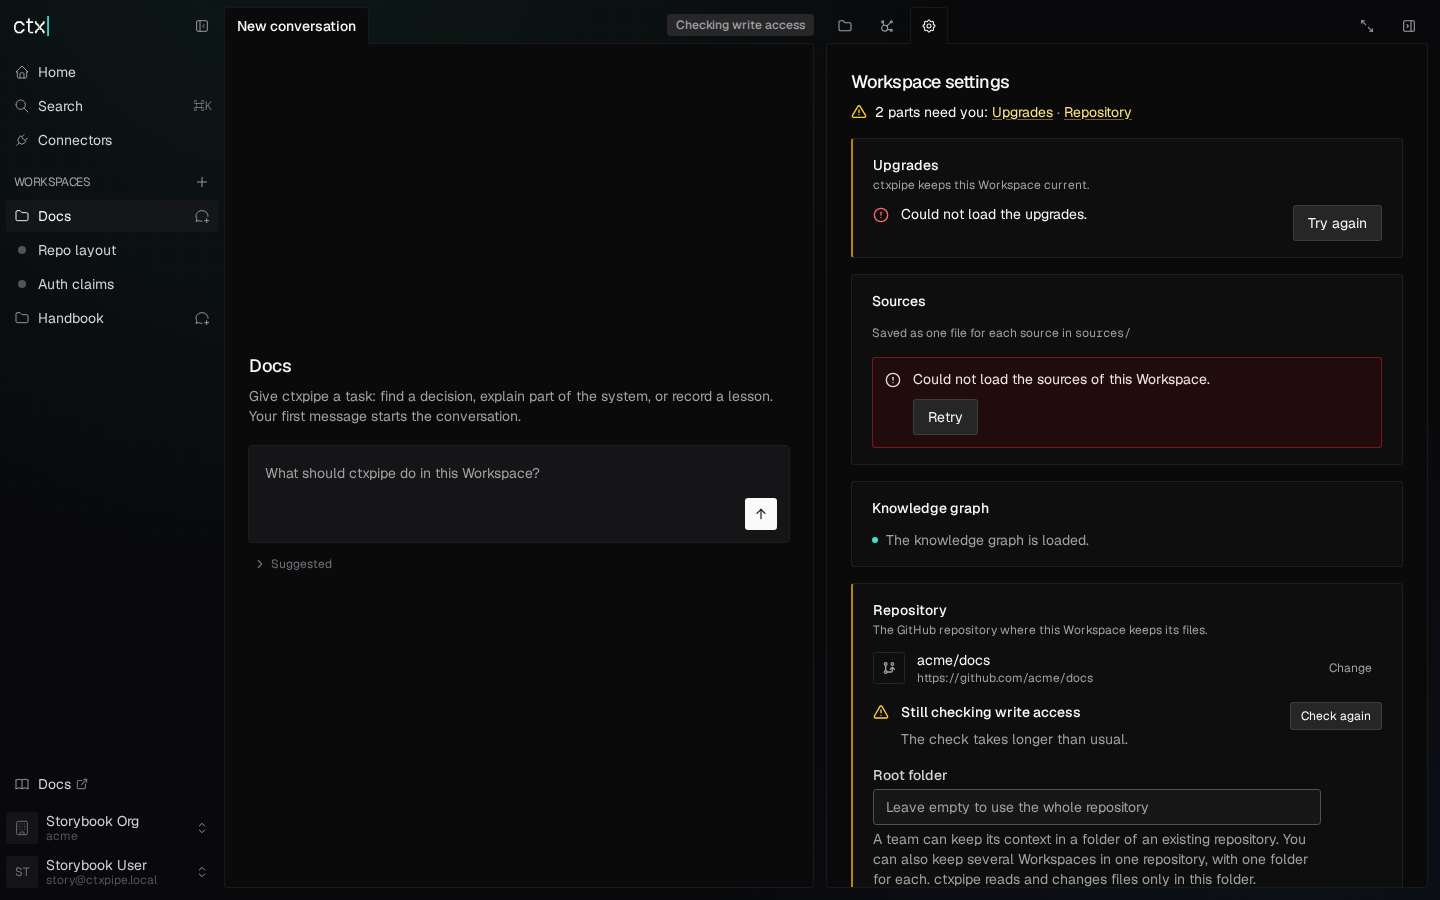 ctx
Home
Search ⌘K
Connectors
WORKSPACES
Docs
Repo layout
Auth claims
Handbook
Docs
Storybook Org
acme
ST
Storybook User
story@ctxpipe.local
New conversation
Checking write access
Docs
Give ctxpipe a task: find a decision, explain part of the system, or record a lesson.
Your first message starts the conversation.
What should ctxpipe do in this Workspace?
Suggested
Workspace settings
2 parts need you: Upgrades · Repository
Upgrades
ctxpipe keeps this Workspace current.
Could not load the upgrades.
Try again
Sources
Saved as one file for each source in sources/
Could not load the sources of this Workspace.
Retry
Knowledge graph
The knowledge graph is loaded.
Repository
The GitHub repository where this Workspace keeps its files.
acme/docs
https://github.com/acme/docs
Change
Still checking write access
Check again
The check takes longer than usual.
Root folder
Leave empty to use the whole repository
A team can keep its context in a folder of an existing repository. You
can also keep several Workspaces in one repository, with one folder
for each. ctxpipe reads and changes files only in this folder.